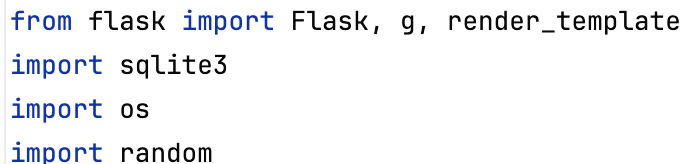 from flask import Flask, g, render_template
import sqlite3
import os
import random